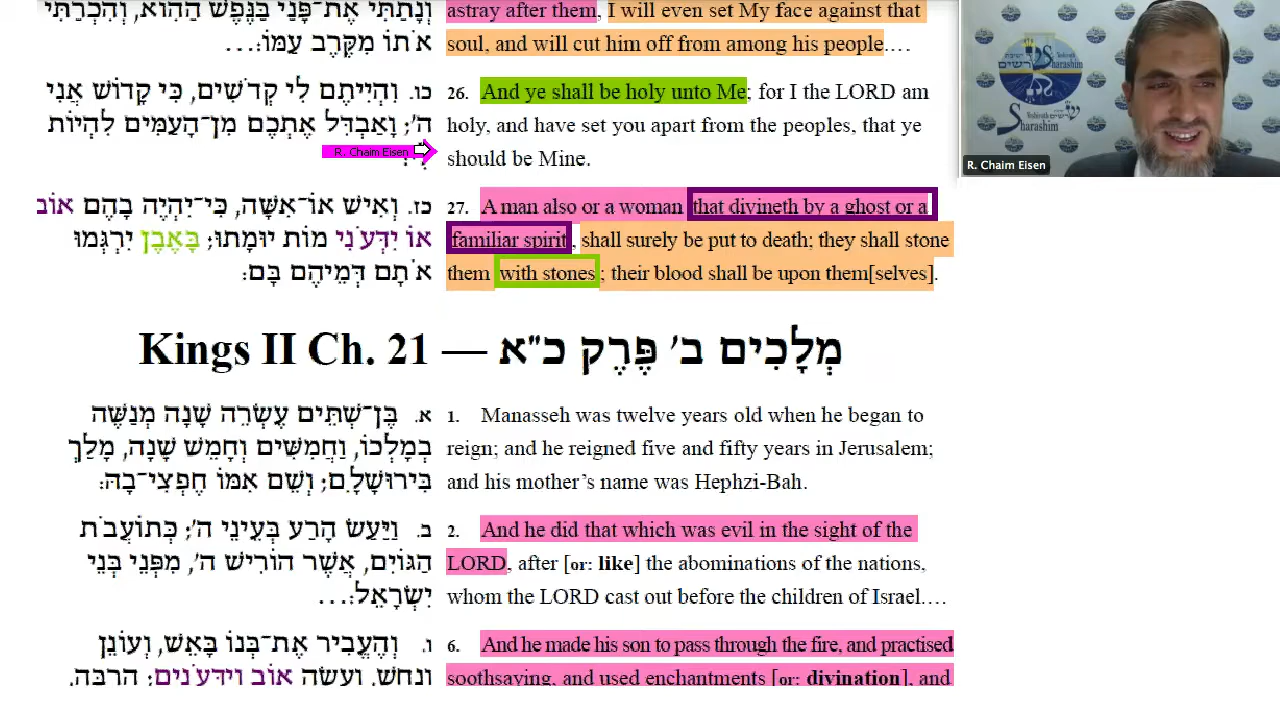 וְנָתַתִּי אֶת־פָּנַי בַּנֶּפֶשׁ הַהִוא, וְהִכְרַתִּי
אֹתוֹ מִקֶּרֶב עַמּוֹ:...
כו. וִהְיִיתֶם לִי קְדֹשִׁים, כִּי קָדוֹשׁ אֲנִי
ה'; וָאַבְדִּל אֶתְכֶם מִן־הָעַמִּים לִהְיוֹת
כז. וְאִישׁ אוֹ־אִשָּׁה, כִּי־יִהְיֶה בָהֶם אוֹב
אוֹ יִדְּעֹנִי מוֹת יוּמָתוּ; בָּאֶבֶן יִרְגְּמוּ
אֹתָם דְּמֵיהֶם בָּם:
astray after them, I will even set My face against that
soul, and will cut him off from among his people....
26. And ye shall be holy unto Me; for I the LORD am
holy, and have set you apart from the peoples, that ye
should be Mine.
27. A man also or a woman that divineth by a ghost or a
familiar spirit, shall surely be put to death; they shall stone
them with stones; their blood shall be upon them[selves].
R. Chaim Eisen
Kings II Ch. 21 — מְלָכִים ב' פֶּרֶק כ"א
א. בֶּן־שְׁתֵּים עֶשְׂרֵה שָׁנָה מְנַשֶּׁה
בְמָלְכוֹ, וַחֲמִשִּׁים וְחָמֵשׁ שָׁנָה, מָלַךְ
בִּירוּשָׁלָיִם; וְשֵׁם אִמּוֹ חֶפְצִי־בָהּ:
ב. וַיַּעַשׂ הָרַע בְּעֵינֵי ה'; כְּתוֹעֲבֹת
הַגּוֹיִם, אֲשֶׁר הוֹרִישׁ ה', מִפְּנֵי בְּנֵי
יִשְׂרָאֵל:...
ו. וְהֶעֱבִיר אֶת־בְּנוֹ בָּאֵשׁ, וְעוֹנֵן
וְנִחֵשׁ, וְעָשָׂה אוֹב וְיִדְּעֹנִים; הִרְבָּה,
1. Manasseh was twelve years old when he began to
reign; and he reigned five and fifty years in Jerusalem;
and his mother's name was Hephzi-Bah.
2. And he did that which was evil in the sight of the
LORD, after [or: like] the abominations of the nations,
whom the LORD cast out before the children of Israel....
6. And he made his son to pass through the fire, and practised
soothsaying, and used enchantments [or: divination], and
Yeshivath
Sharashim
ישיבת
שרשים
Sharashim
R. Chaim Eisen